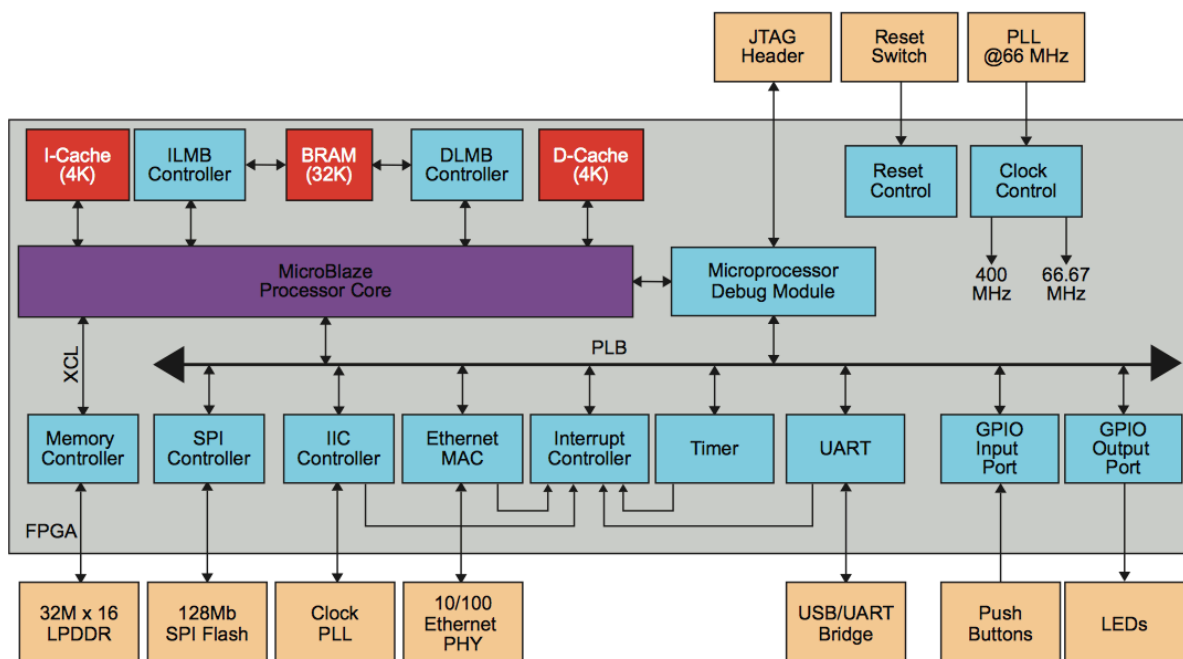 JTAG
Header
Reset
Switch
PLL
@66 MHz
I-Cache
(4K)
ILMB
Controller
BRAM
(32K)
DLMB
Controller
D-Cache
(4K)
Reset
Control
Clock
Control
MicroBlaze
Processor Core
Microprocessor
Debug Module
400
MHz
66.67
MHz
XCL
PLB
Memory
Controller
SPI
Controller
IIC
Controller
Ethernet
MAC
Interrupt
Controller
Timer
UART
GPIO
Input
Port
GPIO
Output
Port
FPGA
32M x 16
LPDDR
128Mb
SPI Flash
Clock
PLL
10/100
Ethernet
PHY
USB/UART
Bridge
Push
Buttons
LEDs